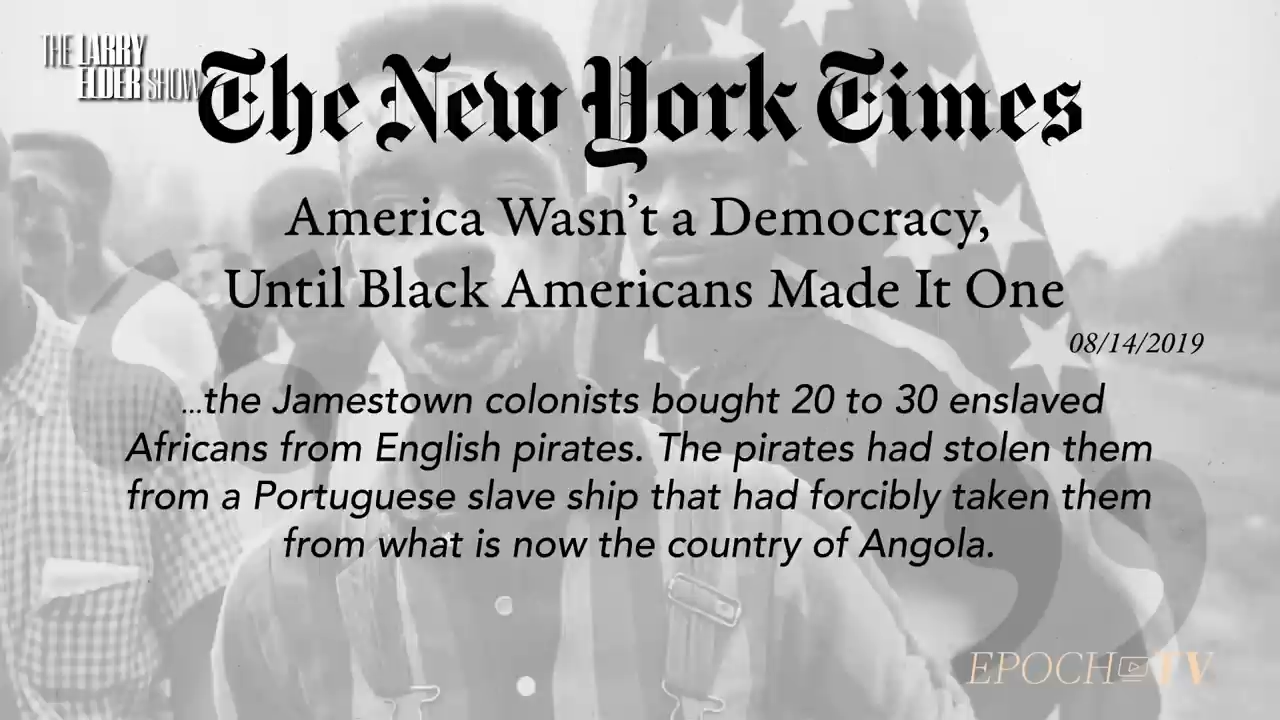 THE LARRY
ELDER SHOW
The New York Times
America Wasn’t a Democracy,
Until Black Americans Made It One
08/14/2019
...the Jamestown colonists bought 20 to 30 enslaved
Africans from English pirates. The pirates had stolen them
from a Portuguese slave ship that had forcibly taken them
from what is now the country of Angola.
EPOCH TV